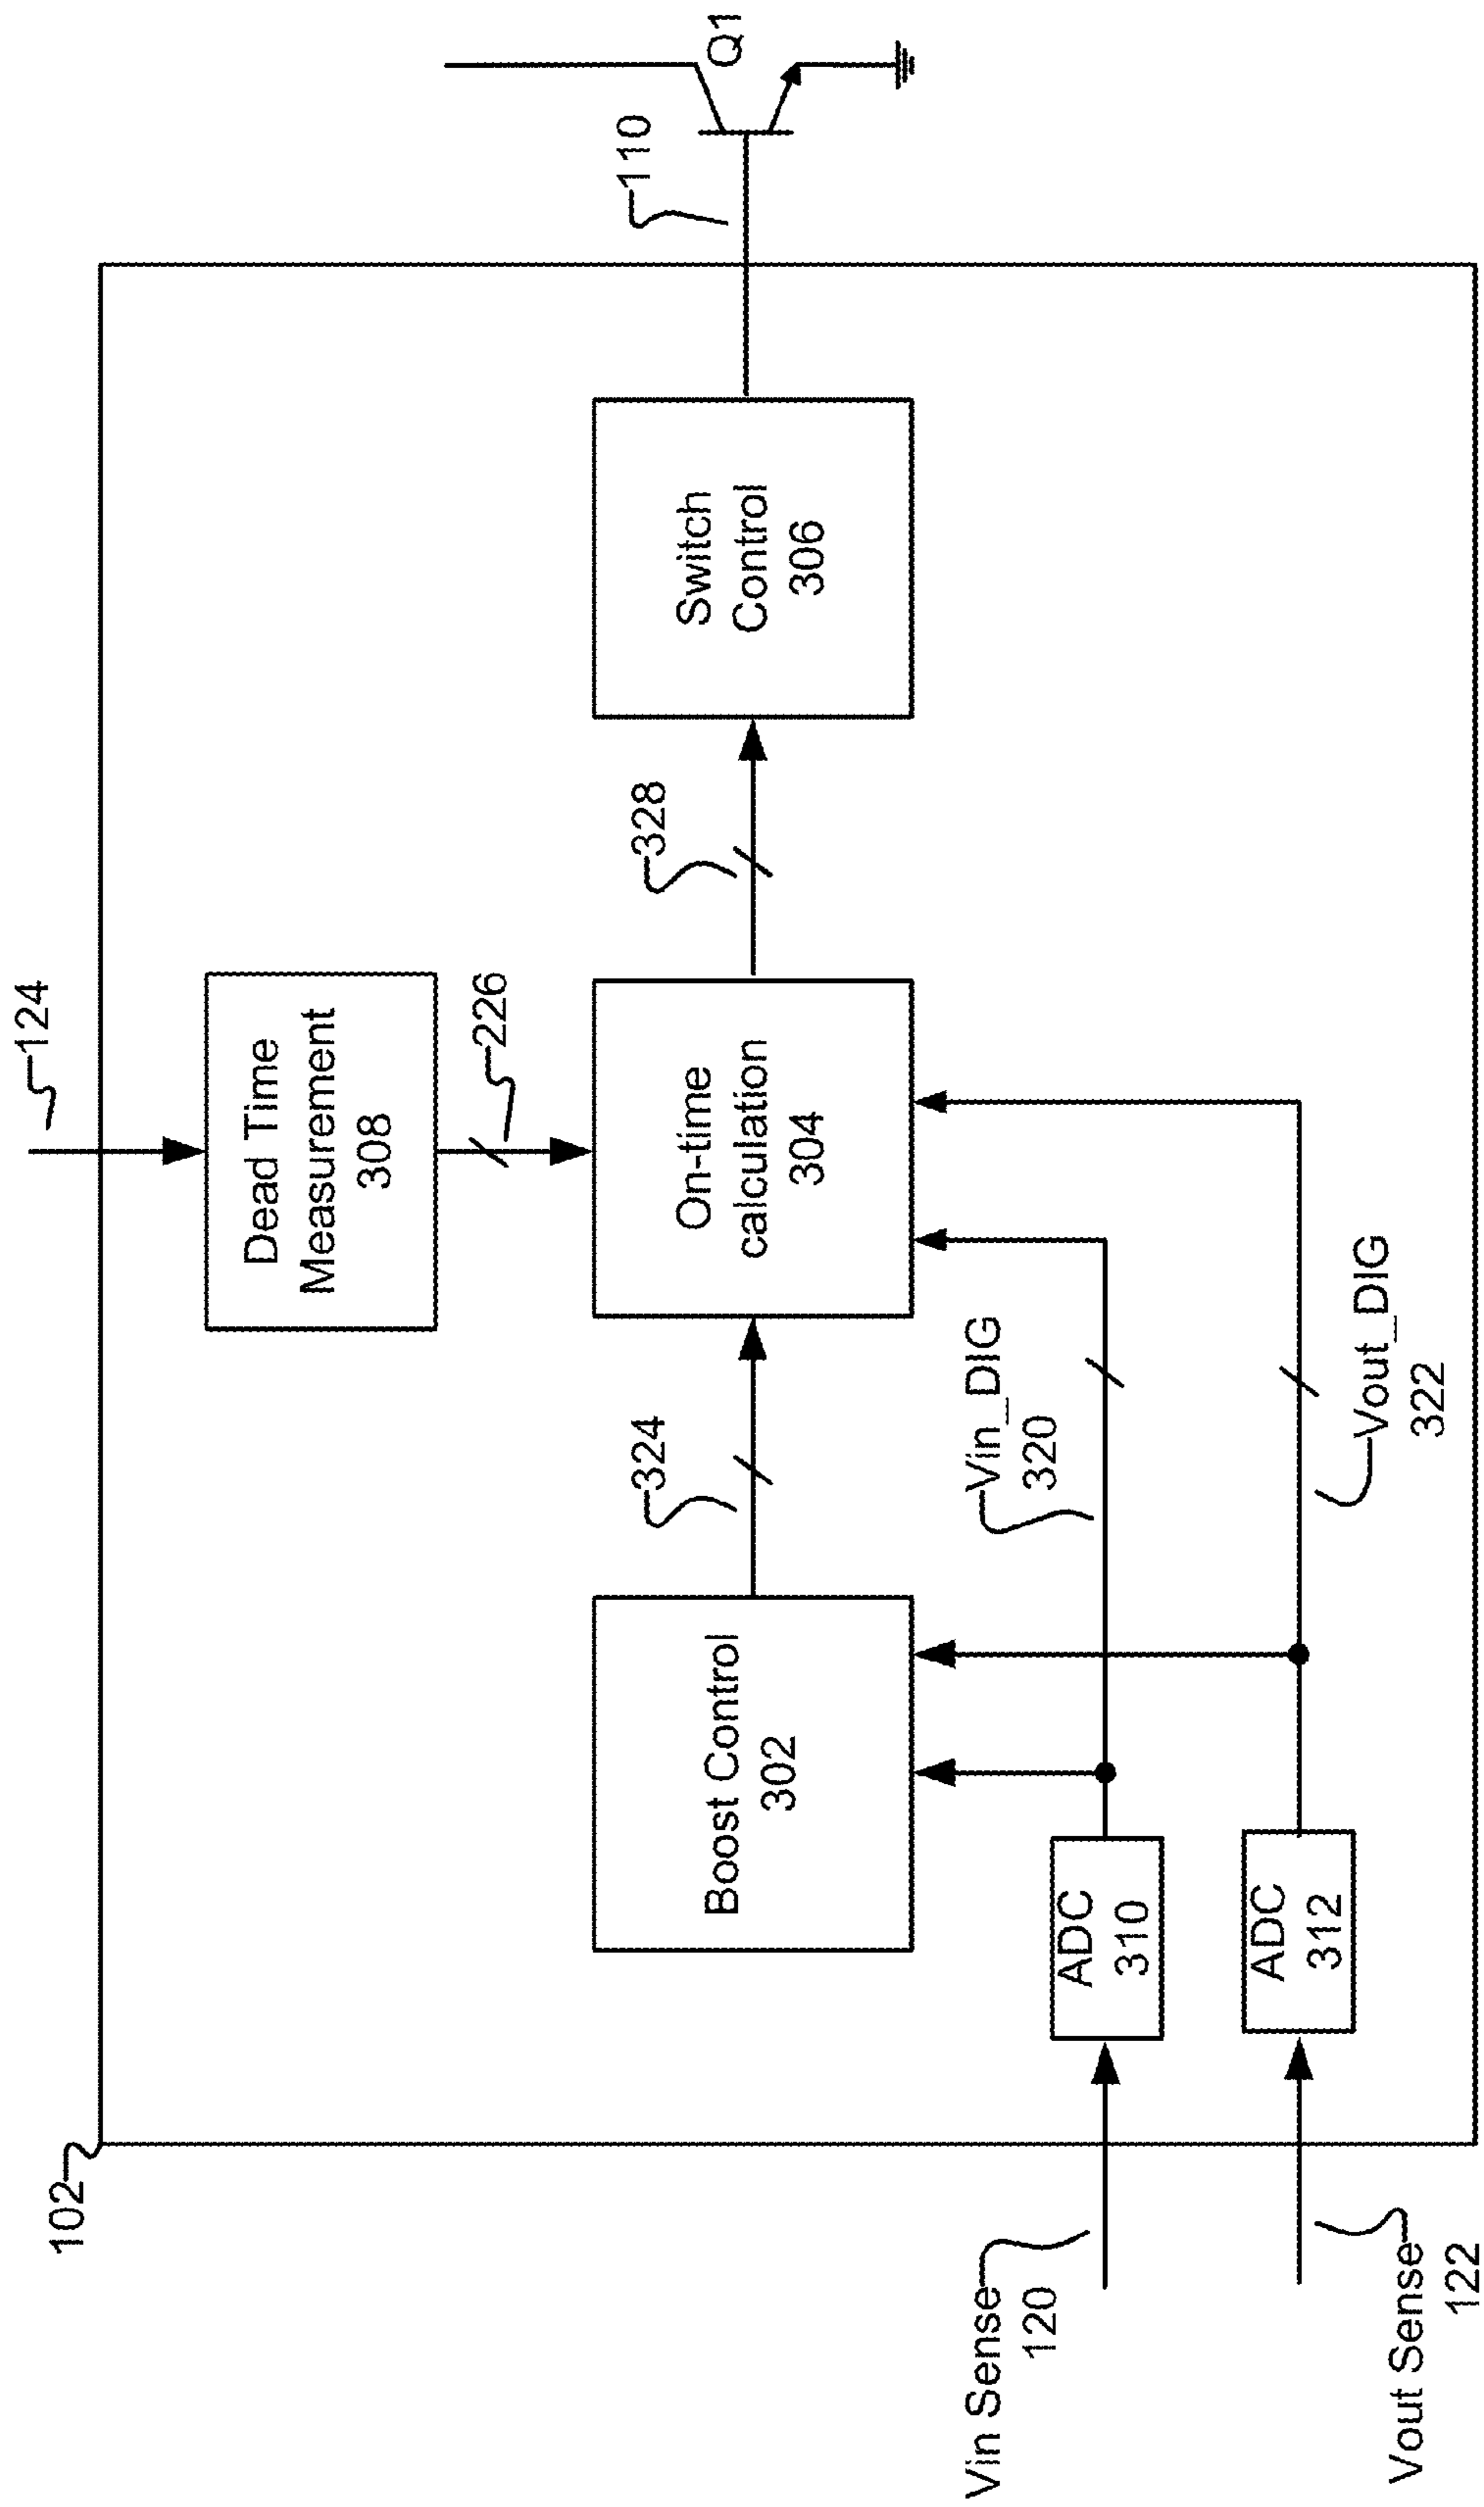 102
124
Dead Time
Measurement
308
226
110
Q1
Boost Control
302
324
On-time
calculation
304
328
Switch
Control
306
Vin Sense
120
ADC
310
Vin_DIG
320
Vout Sense
122
ADC
312
Vout_DIG
322